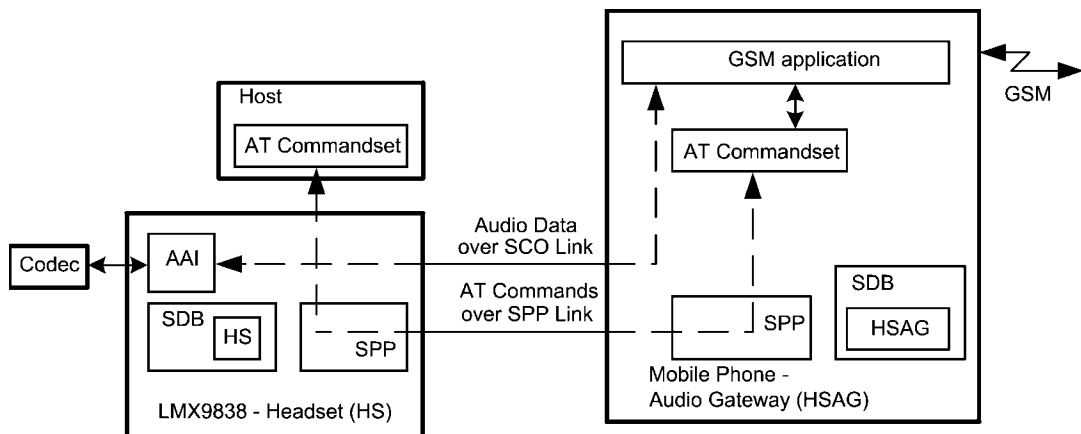 Host
AT Commandset
Codec
AAI
SDB
HS
SPP
LMX9838 - Headset (HS)
Audio Data
over SCO Link
AT Commands
over SPP Link
GSM application
AT Commandset
SPP
SDB
HSAG
Mobile Phone -
Audio Gateway (HSAG)
GSM